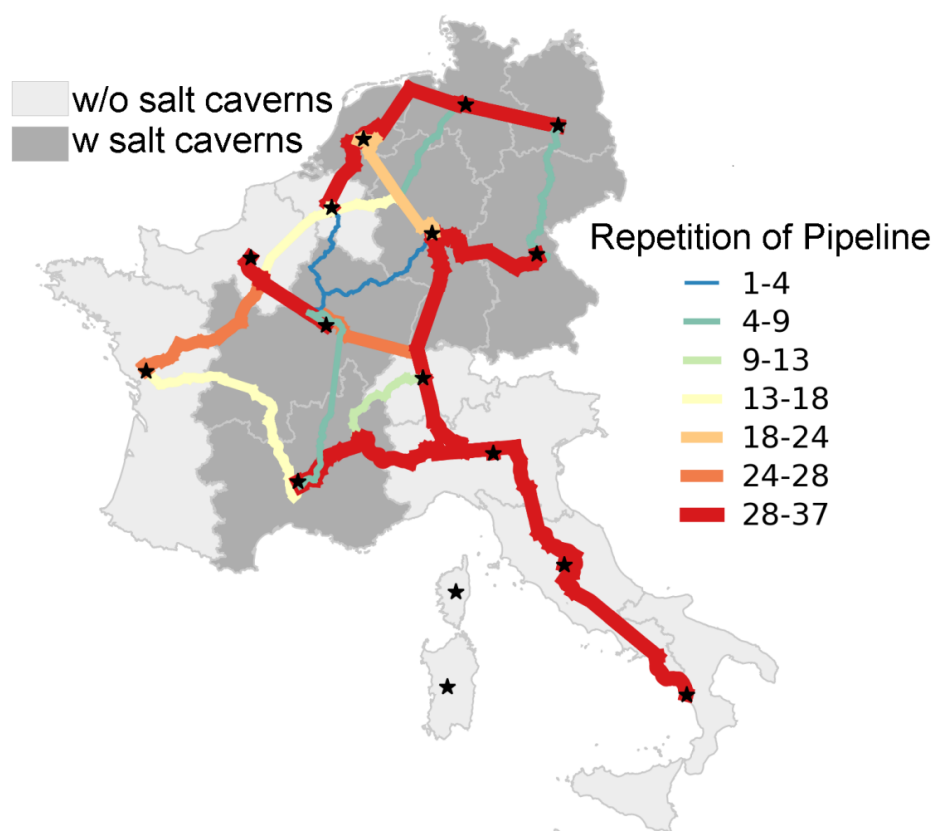 w/o salt caverns
w salt caverns
Repetition of Pipeline
1-4
4-9
9-13
13-18
18-24
24-28
28-37